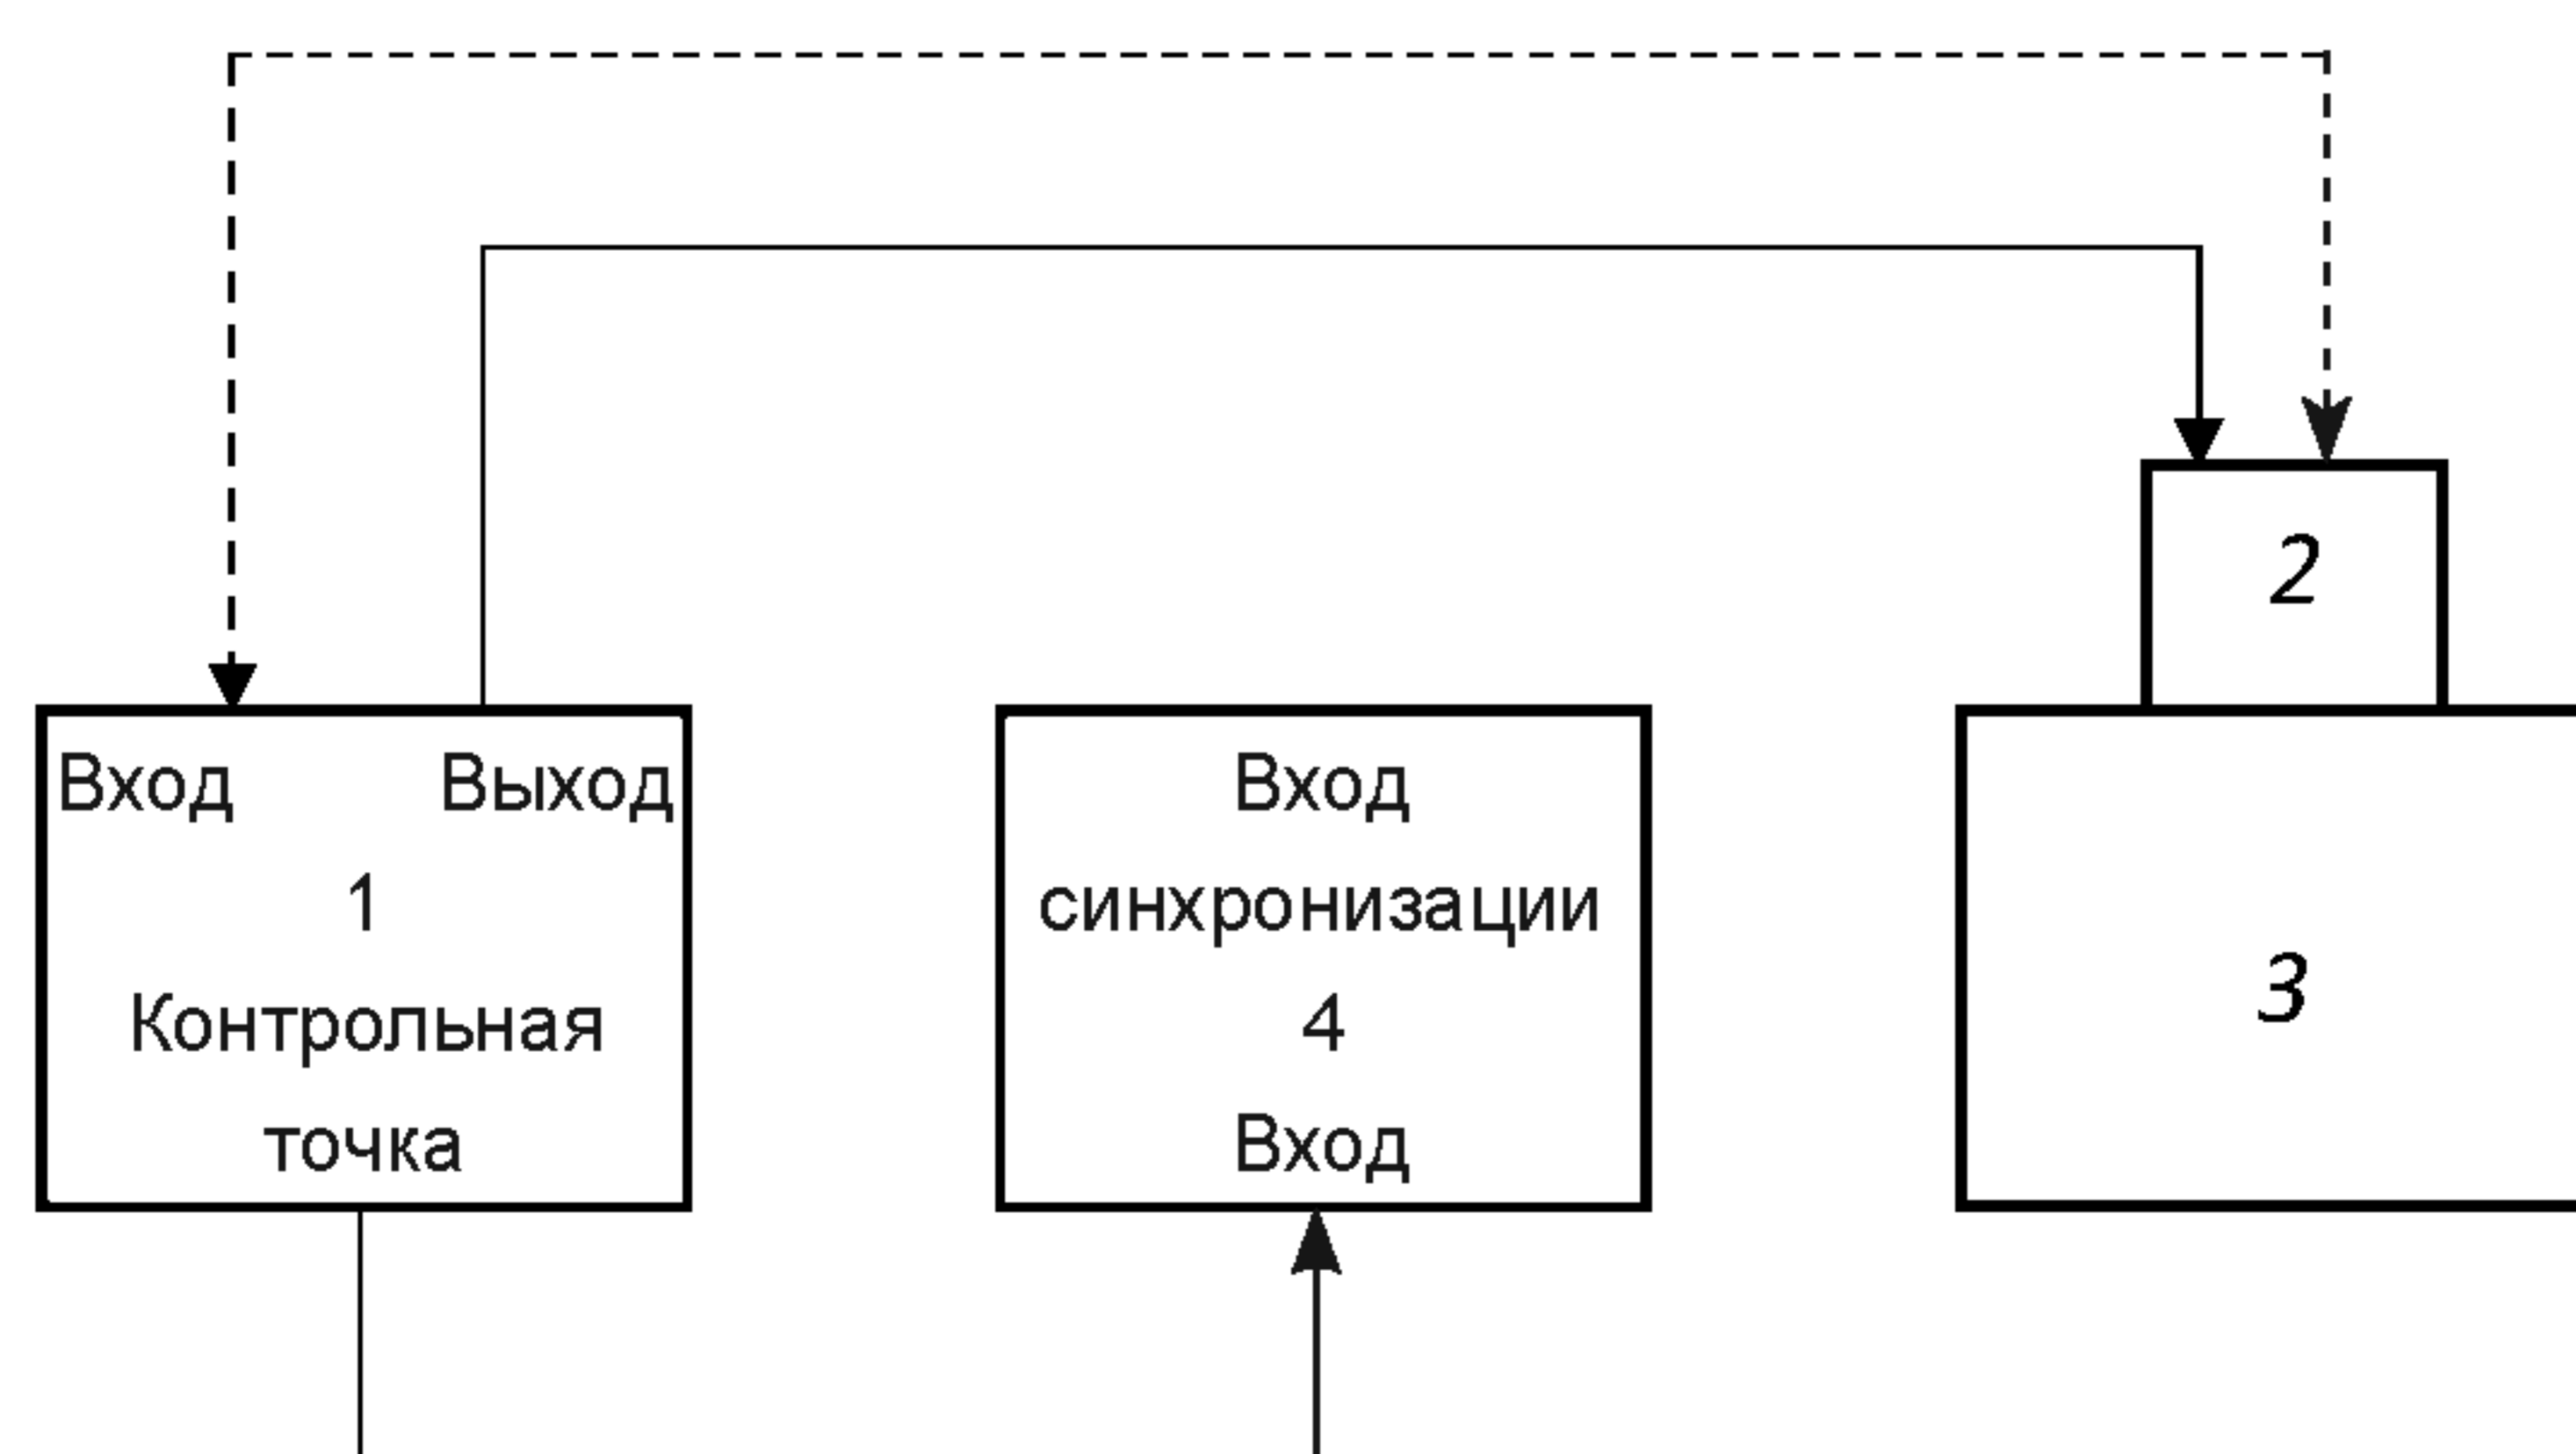 2
Вход Выход
1
Контрольная
точка
Вход
синхронизации
4
Вход
3